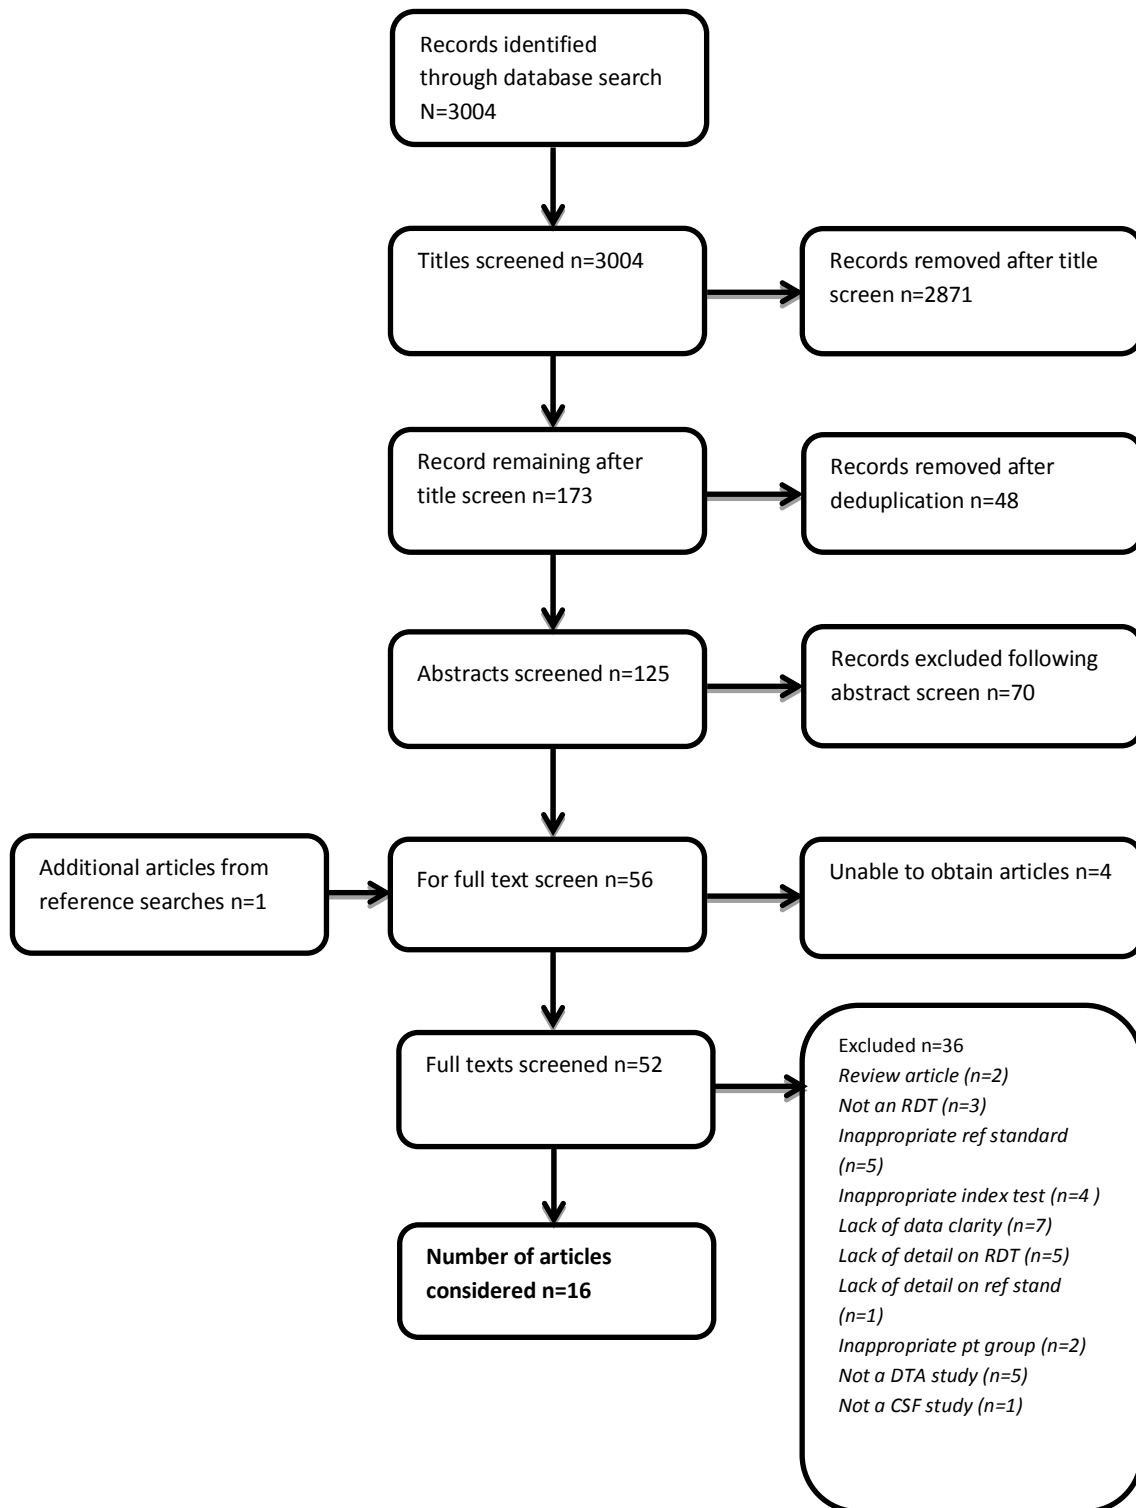 Records identified
through database search
N=3004
Titles screened n=3004
Records removed after title
screen n=2871
Record remaining after
title screen n=173
Records removed after
deduplication n=48
Abstracts screened n=125
Records excluded following
abstract screen n=70
Additional articles from
reference searches n=1
For full text screen n=56
Unable to obtain articles n=4
Full texts screened n=52
Excluded n=36
Review article (n=2)
Not an RDT (n=3)
Inappropriate ref standard
(n=5)
Inappropriate index test (n=4 )
Lack of data clarity (n=7)
Lack of detail on RDT (n=5)
Lack of detail on ref stand
(n=1)
Inappropriate pt group (n=2)
Not a DTA study (n=5)
Not a CSF study (n=1)
Number of articles
considered n=16